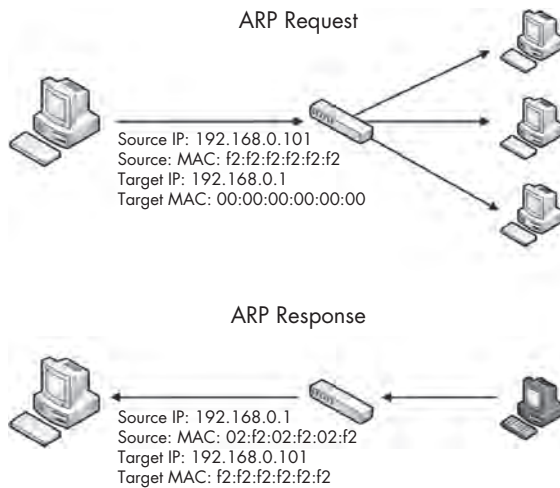 ARP Request
Source IP: 192.168.0.101
Source: MAC: f2:f2:f2:f2:f2:f2
Target IP: 192.168.0.1
Target MAC: 00:00:00:00:00:00
ARP Response
Source IP: 192.168.0.1
Source: MAC: 02:f2:02:f2:02:f2
Target IP: 192.168.0.101
Target MAC: f2:f2:f2:f2:f2:f2